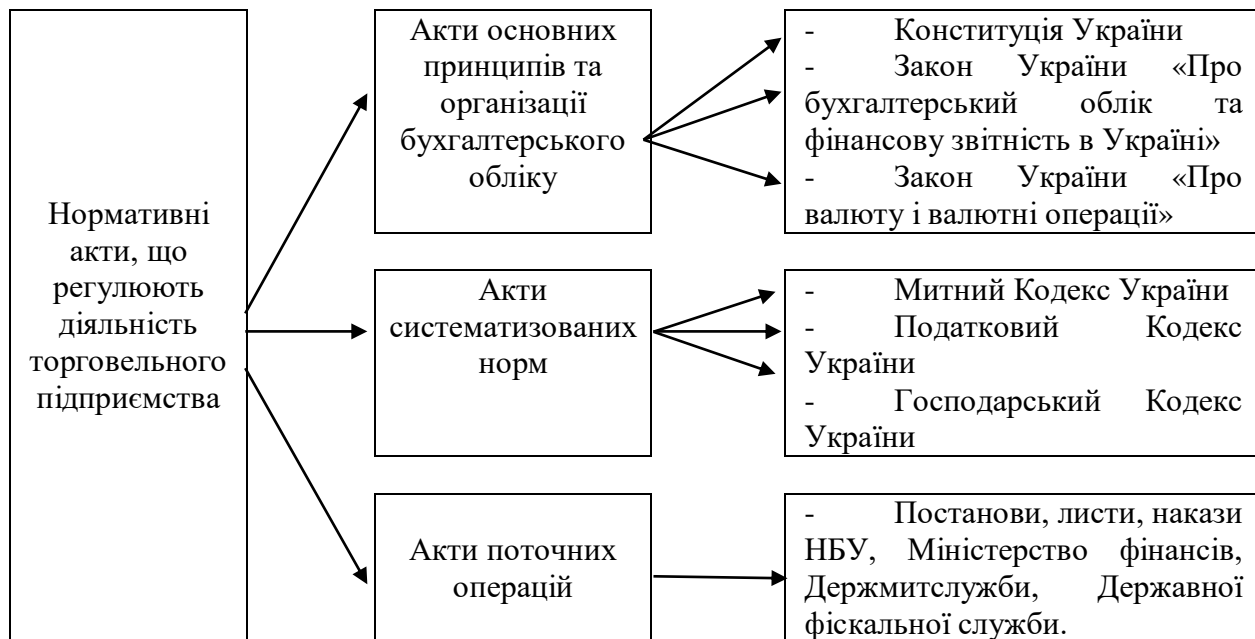 Нормативні
акти, що
регулюють
діяльність
торговельного
підприємства
Акти основних
принципів та
організації
бухгалтерського
обліку
- Конституція України
- Закон України «Про
бухгалтерський облік та
фінансову звітність в Україні»
- Закон України «Про
валюту і валютні операції»
Акти
систематизованих
норм
- Митний Кодекс України
- Податковий Кодекс
України
- Господарський Кодекс
України
Акти поточних
операцій
- Постанови, листи, накази
НБУ, Міністерство фінансів,
Держмитслужби, Державної
фіскальної служби.